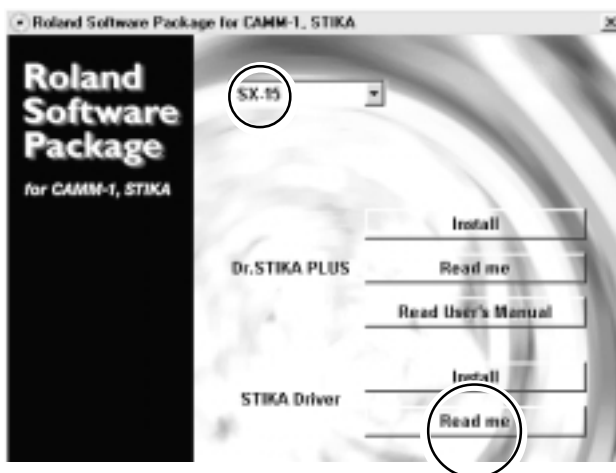 Roland Software Package for CAMM-1, STIKA
Roland
Software
Package
for CAMM-1, STIKA
SX-15
Install
Dr.STIKA PLUS
Read me
Read User's Manual
Install
STIKA Driver
Read me